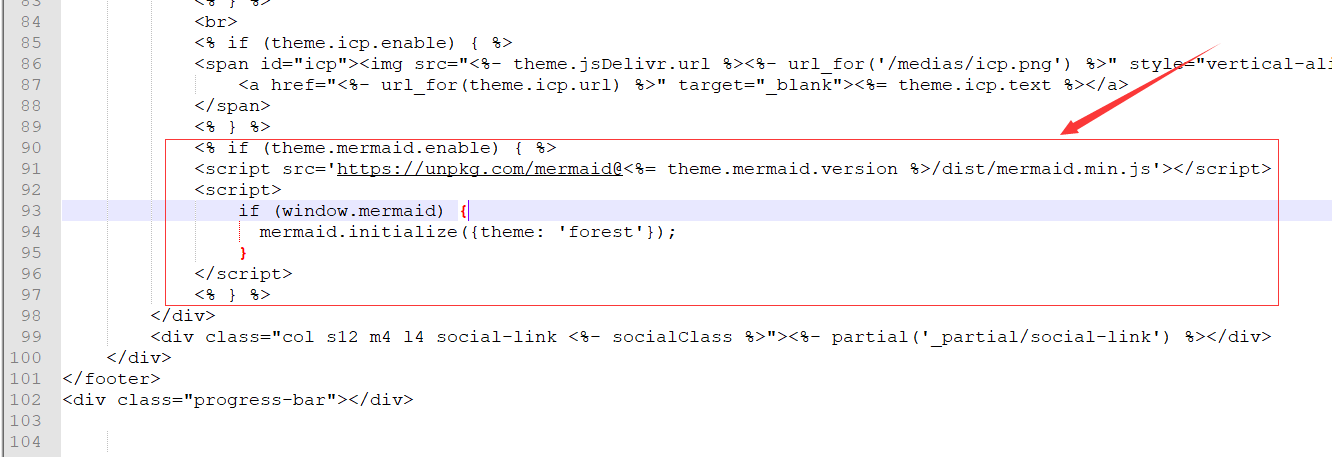 83 <% } %>
84 <br>
85 <% if (theme.icp.enable) { %>
86 <span id="icp"><img src="<%- theme.jsDelivr.url %><%- url_for('/medias/icp.png') %>" style="vertical-ali
87 <a href="<%- url_for(theme.icp.url) %>" target="_blank"><%= theme.icp.text %></a>
88 </span>
89 <% } %>
90 <% if (theme.mermaid.enable) { %>
91 <script src='https://unpkg.com/mermaid@<%= theme.mermaid.version %>/dist/mermaid.min.js'></script>
92 <script>
93 if (window.mermaid) {
94 mermaid.initialize({theme: 'forest'});
95 }
96 </script>
97 <% } %>
98 </div>
99 <div class="col s12 m4 l4 social-link <%- socialClass %>"><%- partial('_partial/social-link') %></div>
100 </div>
101 </footer>
102 <div class="progress-bar"></div>
103
104